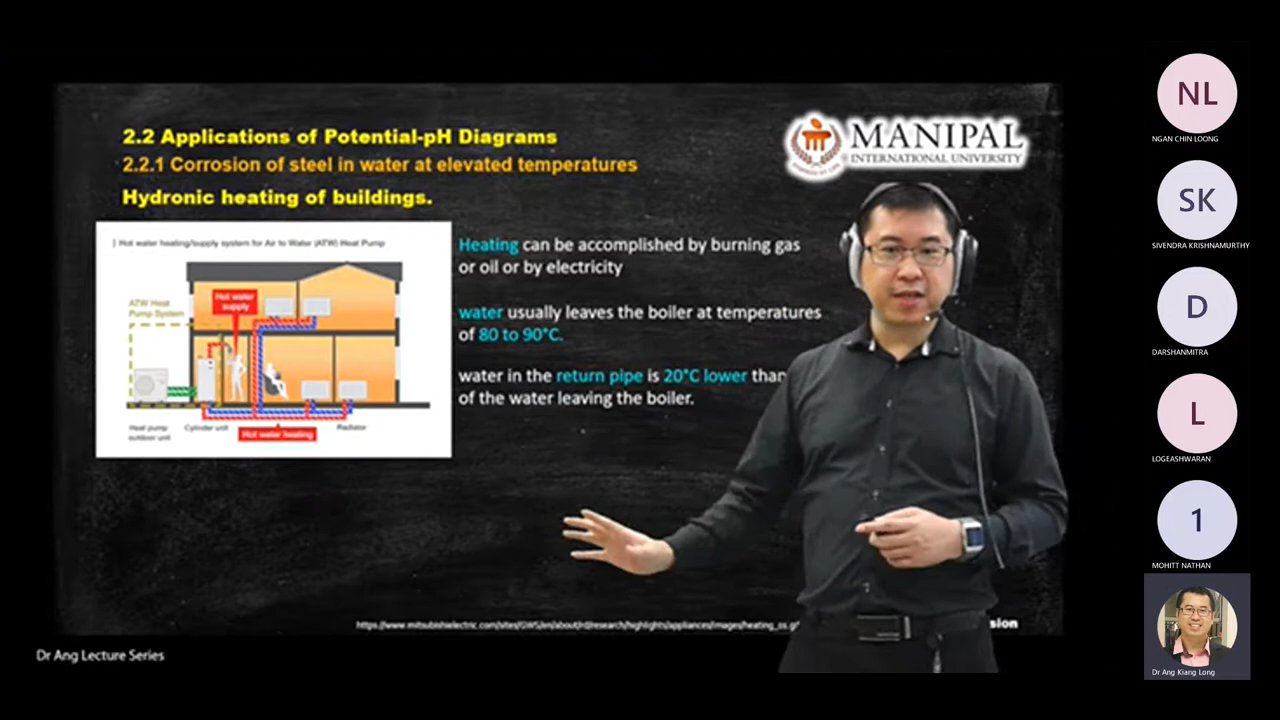 2.2 Applications of Potential-pH Diagrams
2.2.1 Corrosion of steel in water at elevated temperatures
Hydronic heating of buildings.
MANIPAL
INTERNATIONAL UNIVERSITY
Hot water heating/supply system for Air to Water (ATW) Heat Pump
ATW Heat
Pump System
Hot water
supply
Heat pump
outdoor unit
Cylinder unit
Hot water heating
Radiator
Heating can be accomplished by burning gas
or oil or by electricity
water usually leaves the boiler at temperatures
of 80 to 90°C.
water in the return pipe is 20°C lower than
of the water leaving the boiler.
sion
Dr Ang Lecture Series
NL
NGAN CHIN LOONG
SK
SIVENDRA KRISHNAMURTHY
D
DARSHANMITRA
L
LOGEASHWARAN
1
MOHITT NATHAN
Dr Ang Kiang Long